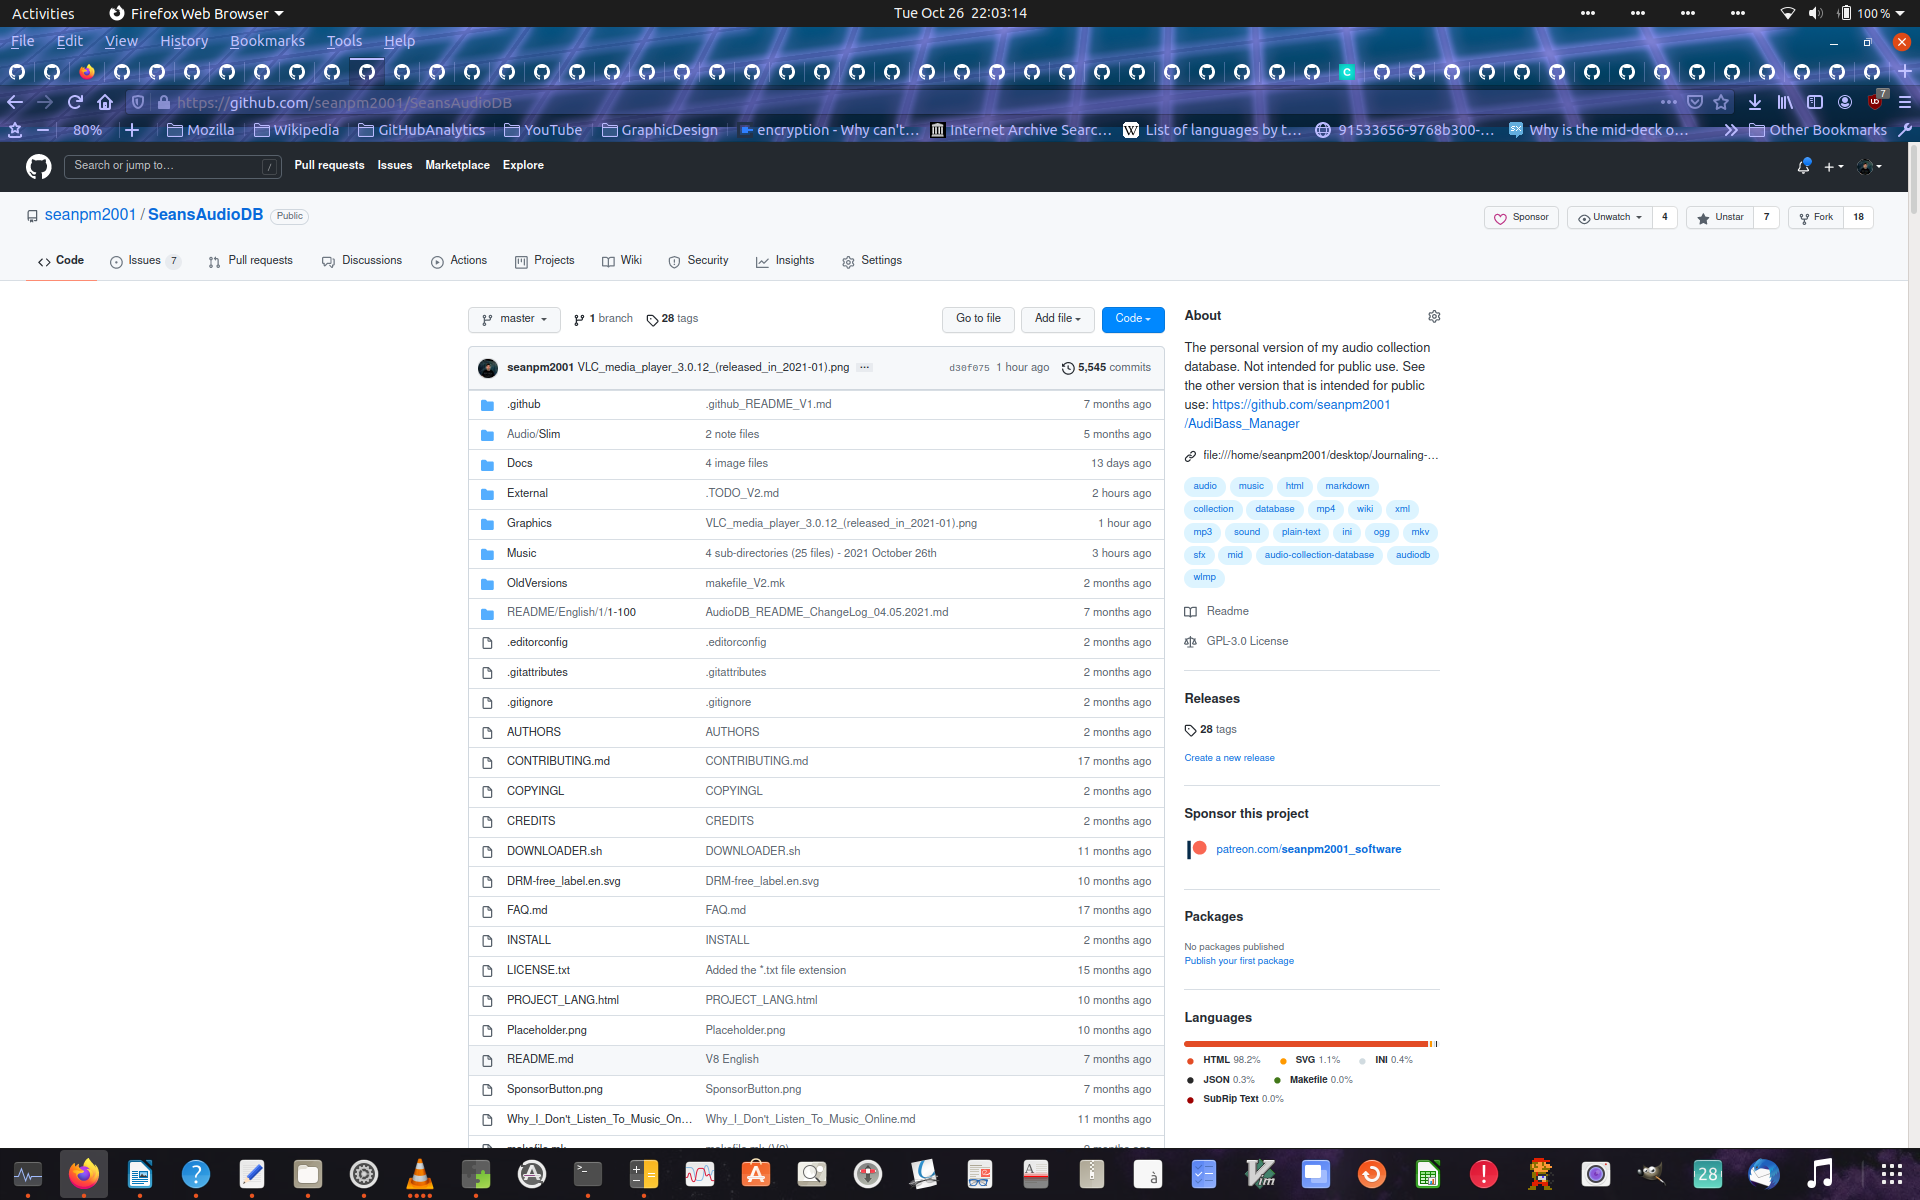 Activities Firefox Web Browser Tue Oct 26 22:03:14 100 %
File Edit View History Bookmarks Tools Help
https://github.com/seanpm2001/SeansAudioDB 7
80% Mozilla Wikipedia GitHubAnalytics YouTube GraphicDesign encryption - Why can't… Internet Archive Searc… List of languages by t… 91533656-9768b300-… Why is the mid-deck o… Other Bookmarks
Search or jump to… / Pull requests Issues Marketplace Explore
seanpm2001 / SeansAudioDB Public Sponsor Unwatch 4 Unstar 7 Fork 18
Code Issues 7 Pull requests Discussions Actions Projects Wiki Security Insights Settings
master 1 branch 28 tags Go to file Add file Code
seanpm2001 VLC_media_player_3.0.12_(released_in_2021-01).png … d30f075 1 hour ago 5,545 commits
.github .github_README_V1.md 7 months ago
Audio/Slim 2 note files 5 months ago
Docs 4 image files 13 days ago
External .TODO_V2.md 2 hours ago
Graphics VLC_media_player_3.0.12_(released_in_2021-01).png 1 hour ago
Music 4 sub-directories (25 files) - 2021 October 26th 3 hours ago
OldVersions makefile_V2.mk 2 months ago
README/English/1/1-100 AudioDB_README_ChangeLog_04.05.2021.md 7 months ago
.editorconfig .editorconfig 2 months ago
.gitattributes .gitattributes 2 months ago
.gitignore .gitignore 2 months ago
AUTHORS AUTHORS 2 months ago
CONTRIBUTING.md CONTRIBUTING.md 17 months ago
COPYINGL COPYINGL 2 months ago
CREDITS CREDITS 2 months ago
DOWNLOADER.sh DOWNLOADER.sh 11 months ago
DRM-free_label.en.svg DRM-free_label.en.svg 10 months ago
FAQ.md FAQ.md 17 months ago
INSTALL INSTALL 2 months ago
LICENSE.txt Added the *.txt file extension 15 months ago
PROJECT_LANG.html PROJECT_LANG.html 10 months ago
Placeholder.png Placeholder.png 10 months ago
README.md V8 English 7 months ago
SponsorButton.png SponsorButton.png 7 months ago
Why_I_Don't_Listen_To_Music_On… Why_I_Don't_Listen_To_Music_Online.md 11 months ago
About
The personal version of my audio collection
database. Not intended for public use. See
the other version that is intended for public
use: https://github.com/seanpm2001
/AudiBass_Manager
file:///home/seanpm2001/desktop/Journaling-…
audio music html markdown
collection database mp4 wiki xml
mp3 sound plain-text ini ogg mkv
sfx mid audio-collection-database audiodb
wlmp
Readme
GPL-3.0 License
Releases
28 tags
Create a new release
Sponsor this project
patreon.com/seanpm2001_software
Packages
No packages published
Publish your first package
Languages
HTML 98.2% SVG 1.1% INI 0.4%
JSON 0.3% Makefile 0.0%
SubRip Text 0.0%
28